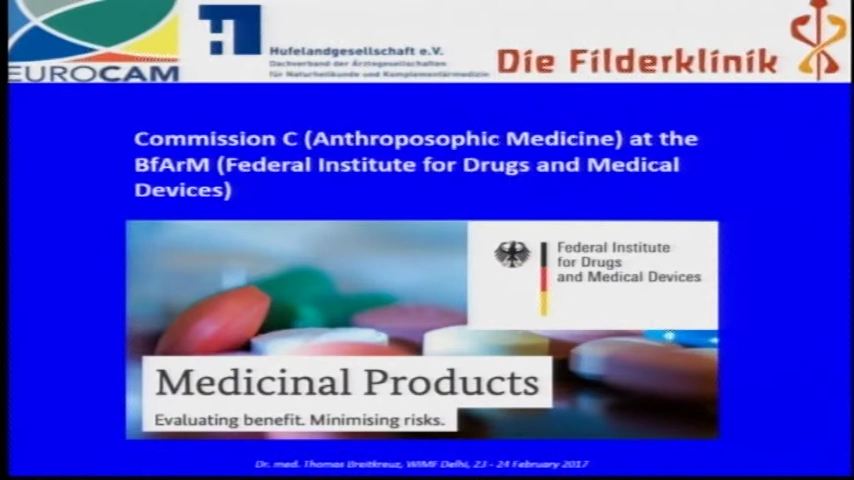 EUROCAM
H
Hufelandgesellschaft e.V.
Dachverband der Ärztegesellschaften
für Naturheilkunde und Komplementärmedizin
Die Filderklinik
Commission C (Anthroposophic Medicine) at the
BfArM (Federal Institute for Drugs and Medical
Devices)
Federal Institute
for Drugs
and Medical Devices
Medicinal Products
Evaluating benefit. Minimising risks.
Dr. med. Thomas Breitkreuz, WIMF Delhi, 23 - 24 February 2017